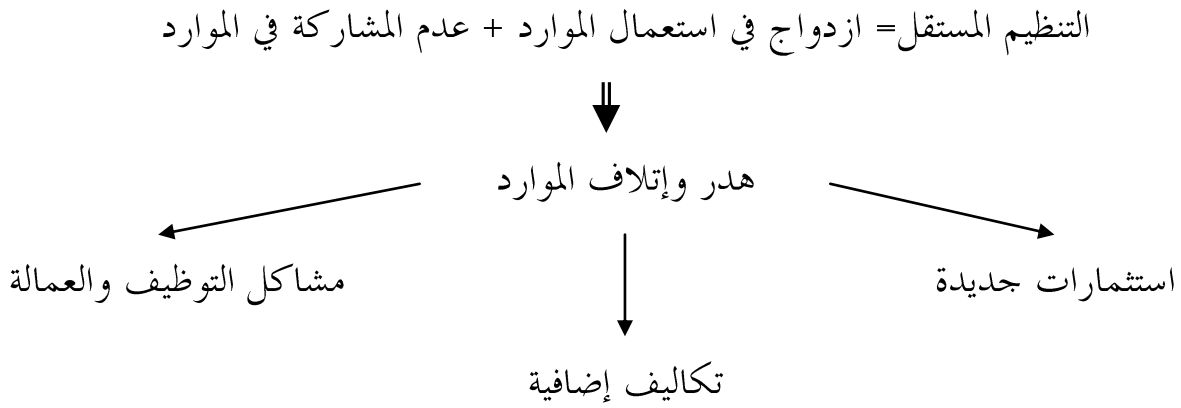 التنظيم المستقل= ازدواج في استعمال الموارد + عدم المشاركة في الموارد
هدر وإتلاف الموارد
استثمارات جديدة
مشاكل التوظيف والعمالة
تكاليف إضافية